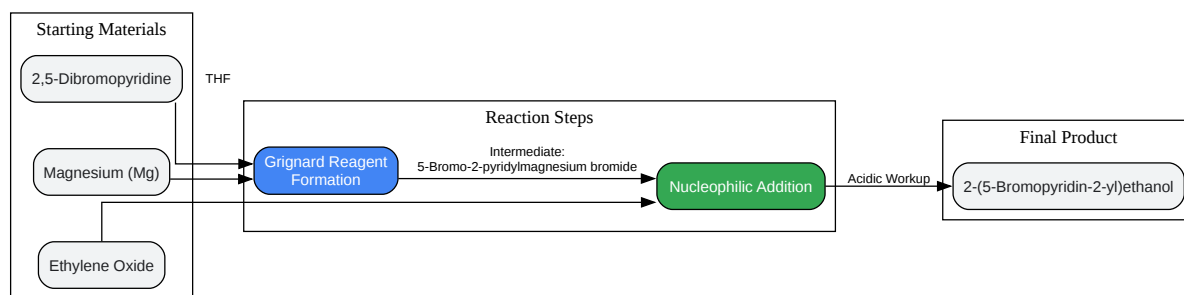 Starting Materials
2,5-Dibromopyridine
THF
Magnesium (Mg)
Ethylene Oxide
Reaction Steps
Grignard Reagent
Formation
Intermediate:
5-Bromo-2-pyridylmagnesium bromide
Nucleophilic Addition
Acidic Workup
Final Product
2-(5-Bromopyridin-2-yl)ethanol